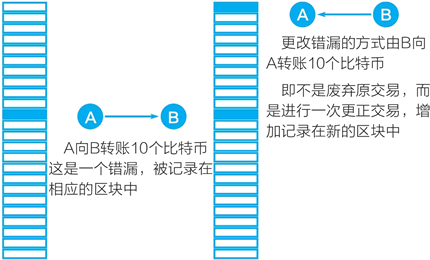 A B
A向B转账10个比特币
这是一个错漏，被记录在
相应的区块中
A B
更改错漏的方式由B向
A转账10个比特币
即不是废弃原交易，而
是进行一次更正交易，增
加记录在新的区块中